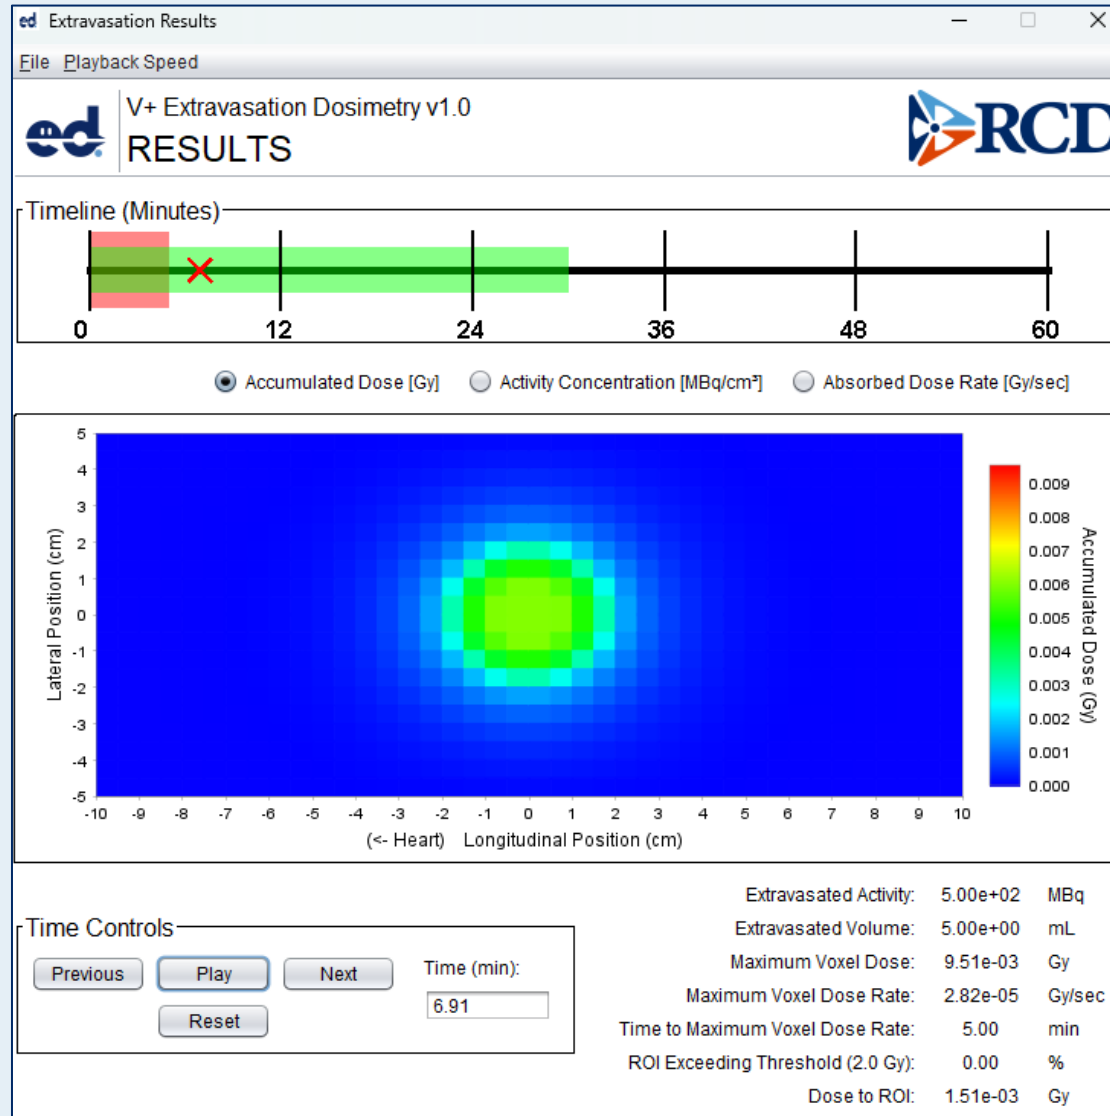 ed Extravasation Results
File Playback Speed
ed. V+ Extravasation Dosimetry v1.0
RESULTS
RCD
Timeline (Minutes)
0 12 24 36 48 60
Accumulated Dose [Gy] Activity Concentration [MBq/cm³] Absorbed Dose Rate [Gy/sec]
5
4
3
2
1
0
-1
-2
-3
-4
-5
Lateral Position (cm)
-10 -9 -8 -7 -6 -5 -4 -3 -2 -1 0 1 2 3 4 5 6 7 8 9 10
(<- Heart) Longitudinal Position (cm)
0.009
0.008
0.007
0.006
0.005
0.004
0.003
0.002
0.001
0.000
Accumulated Dose (Gy)
Time Controls
Previous Play Next
Reset
Time (min):
6.91
Extravasated Activity: 5.00e+02 MBq
Extravasated Volume: 5.00e+00 mL
Maximum Voxel Dose: 9.51e-03 Gy
Maximum Voxel Dose Rate: 2.82e-05 Gy/sec
Time to Maximum Voxel Dose Rate: 5.00 min
ROI Exceeding Threshold (2.0 Gy): 0.00 %
Dose to ROI: 1.51e-03 Gy